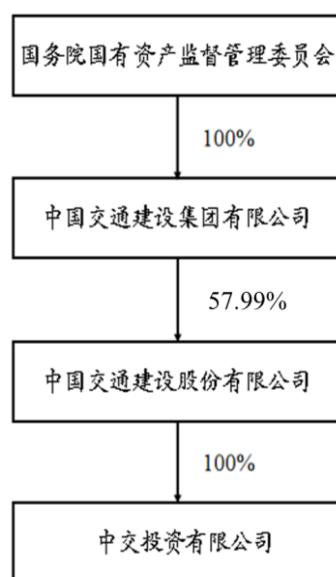 国务院国有资产监督管理委员会
100%
中国交通建设集团有限公司
57.99%
中国交通建设股份有限公司
100%
中交投资有限公司